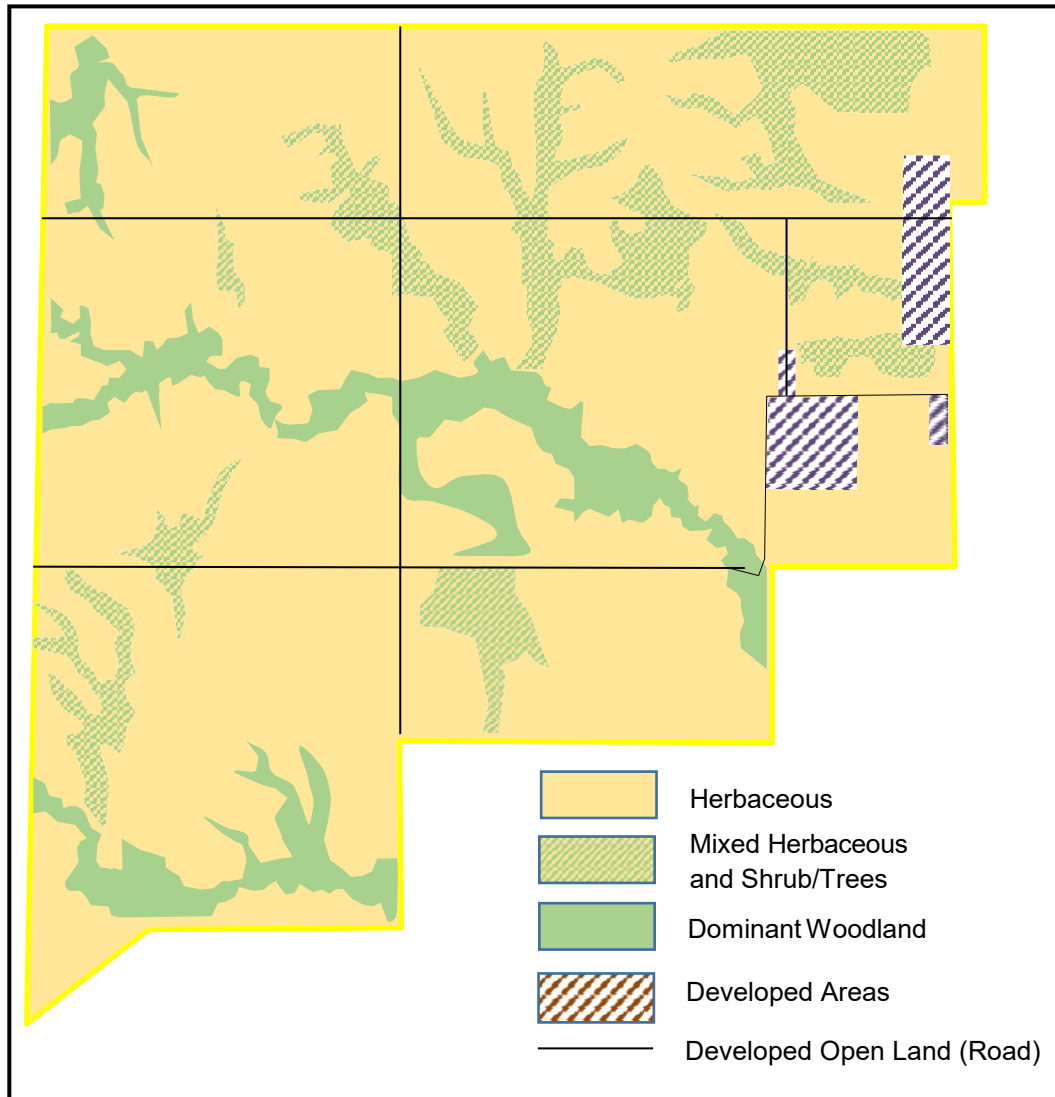 Herbaceous
Mixed Herbaceous
and Shrub/Trees
Dominant Woodland
Developed Areas
Developed Open Land (Road)